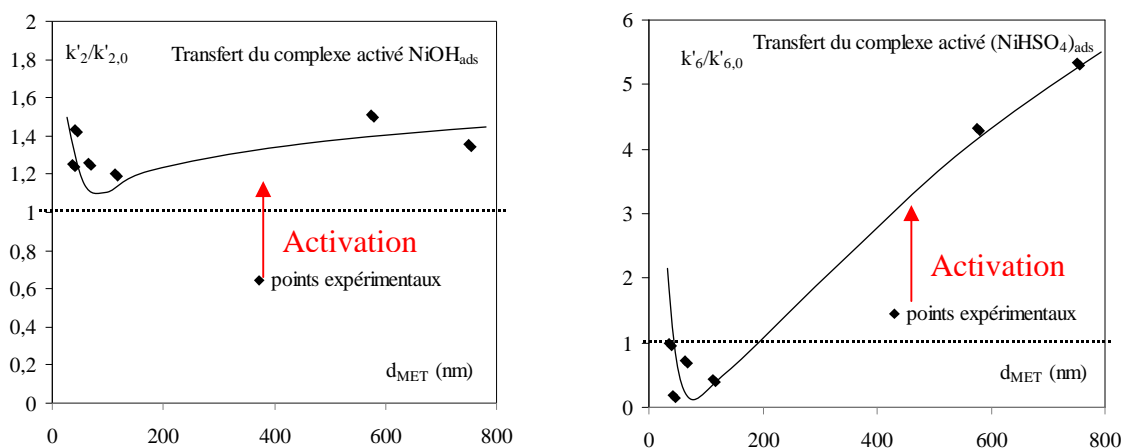 2
1,8
1,6
1,4
1,2
1
0,8
0,6
0,4
0,2
0
k'2/k'2,0
Transfert du complexe activé NiOHads
Activation
points expérimentaux
dMET (nm)
0 200 400 600 800
6
5
4
3
2
1
0
Transfert du complexe activé (NiHSO4)ads
k'6/k'6,0
Activation
points expérimentaux
dMET (nm)
0 200 400 600 800